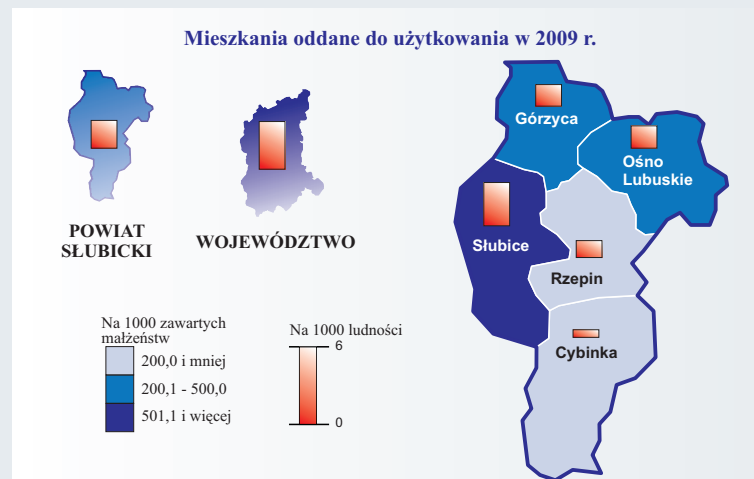 Mieszkania oddane do użytkowania w 2009 r.
Górzyca
Ośno
Lubuskie
POWIAT
SŁUBICKI
WOJEWÓDZTWO
Słubice
Rzepin
Cybinka
Na 1000 zawartych
małżeństw
200,0 i mniej
200,1 - 500,0
501,1 i więcej
Na 1000 ludności
6
0